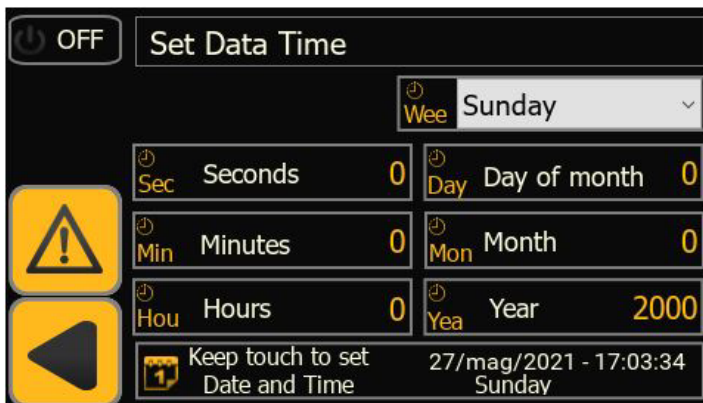 OFF
Set Data Time
Wee Sunday
Sec Seconds 0
Day Day of month 0
Min Minutes 0
Mon Month 0
Hou Hours 0
Yea Year 2000
1
Keep touch to set
Date and Time
27/mag/2021 - 17:03:34
Sunday